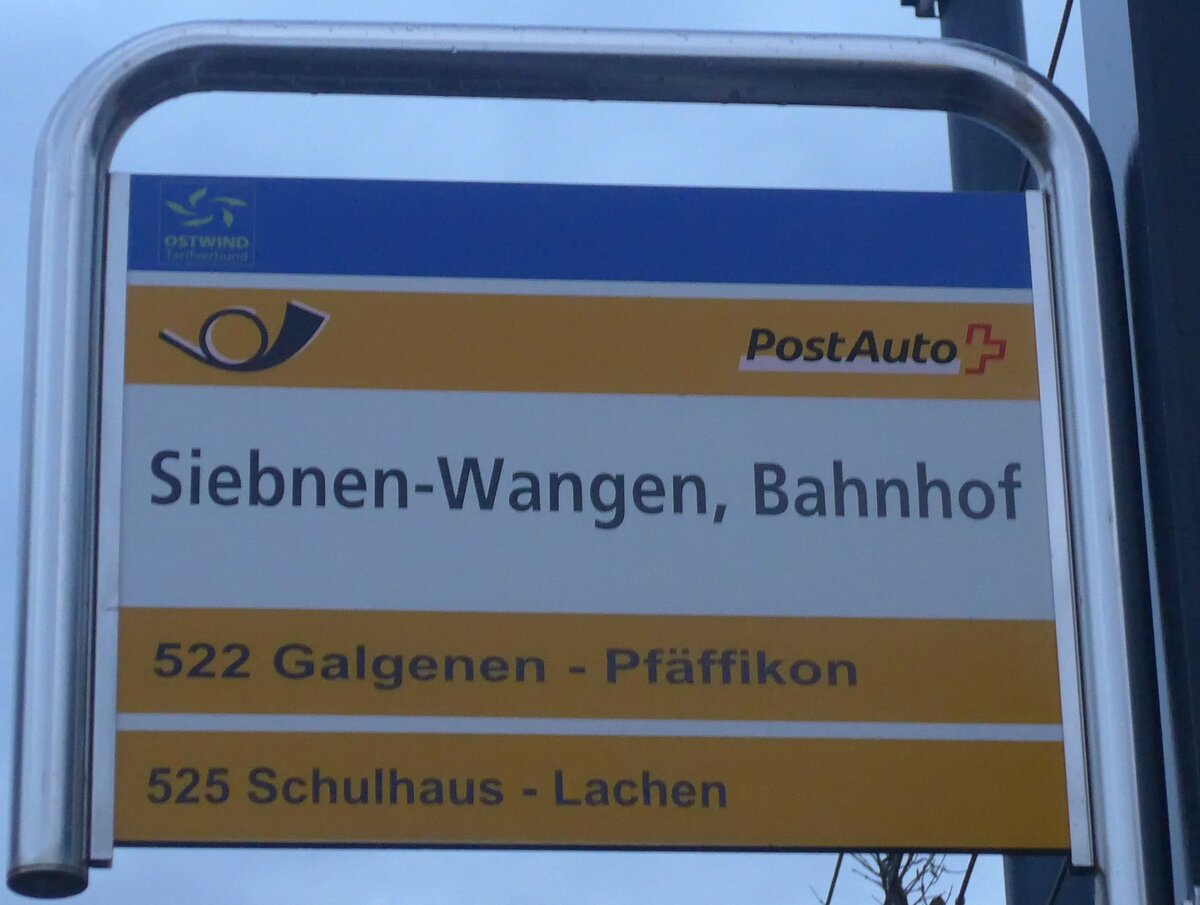 OSTWIND
Tarifverbund
PostAuto
Siebnen-Wangen, Bahnhof
522 Galgenen - Pfäffikon
525 Schulhaus - Lachen